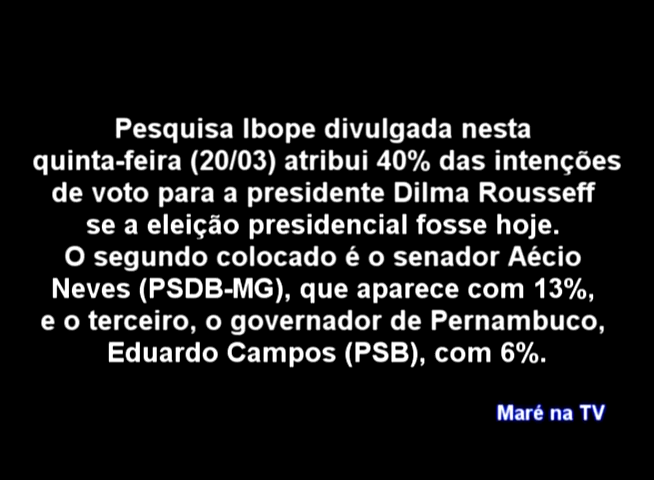 Pesquisa Ibope divulgada nesta
quinta-feira (20/03) atribui 40% das intenções
de voto para a presidente Dilma Rousseff
se a eleição presidencial fosse hoje.
O segundo colocado é o senador Aécio
Neves (PSDB-MG), que aparece com 13%,
e o terceiro, o governador de Pernambuco,
Eduardo Campos (PSB), com 6%.
Maré na TV